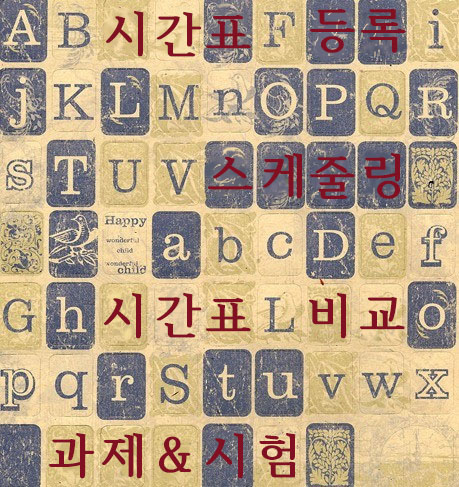 A B 시간표 F 등록 i
j K L M n O P Q R
S T U V 스케줄링
Happy
wonderful
child
wonderful
child
a b c D e f
G h 시간표 L 비교 o
p q r S t u v w x
과제 & 시험